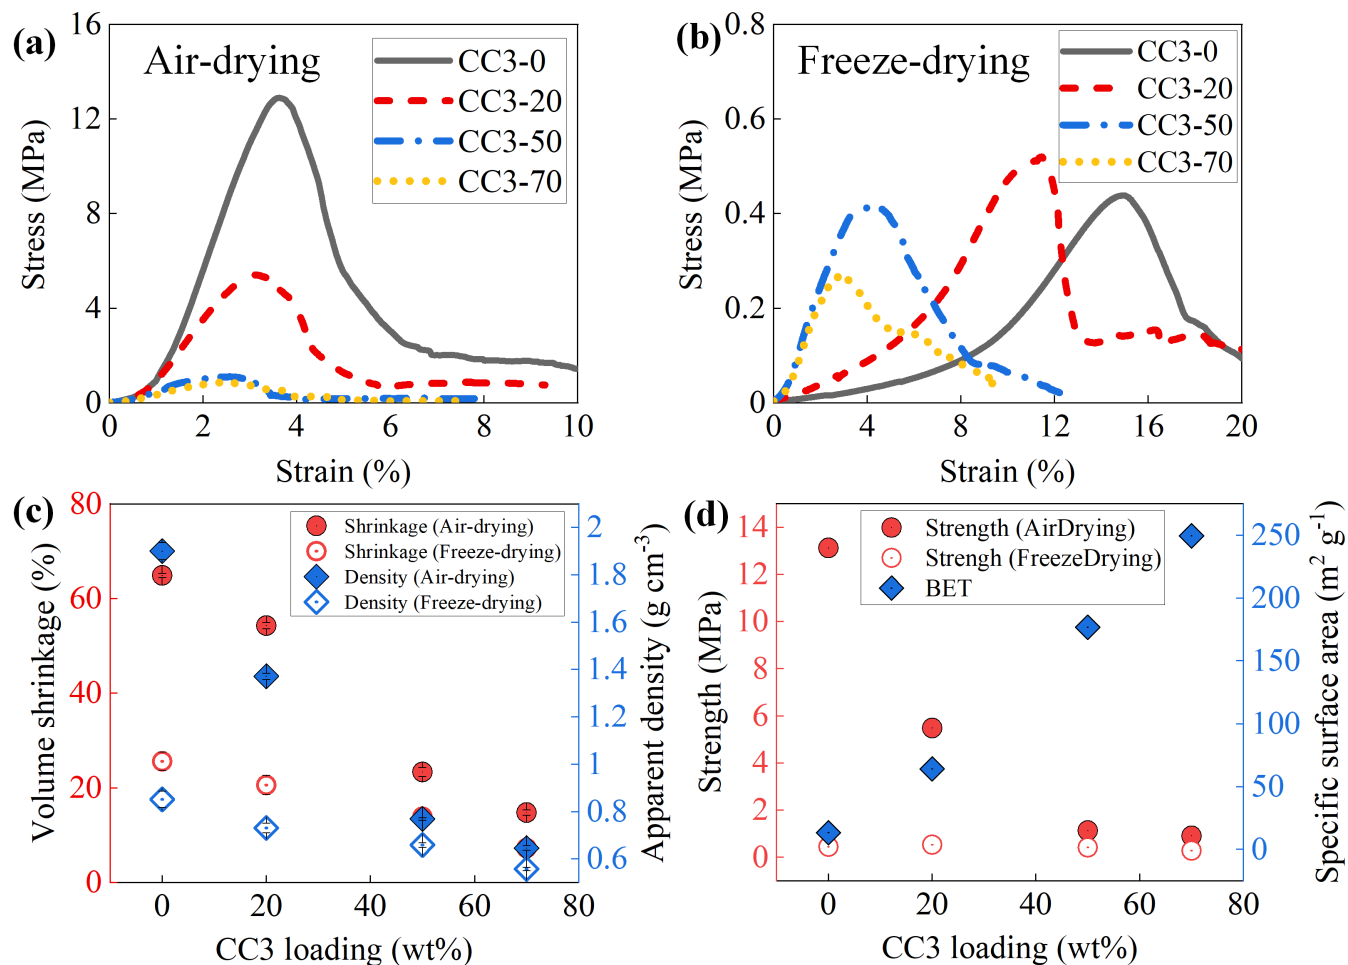 (a)
Air-drying
CC3-0
CC3-20
CC3-50
CC3-70
16
12
8
4
0
Stress (MPa)
0 2 4 6 8 10
Strain (%)
(b)
Freeze-drying
CC3-0
CC3-20
CC3-50
CC3-70
0.8
0.6
0.4
0.2
0
Stress (MPa)
0 4 8 12 16 20
Strain (%)
(c)
Shrinkage (Air-drying)
Shrinkage (Freeze-drying)
Density (Air-drying)
Density (Freeze-drying)
80
60
40
20
0
Volume shrinkage (%)
2
1.8
1.6
1.4
1.2
1
0.8
0.6
Apparent density (g cm⁻³)
0 20 40 60 80
CC3 loading (wt%)
(d)
Strength (AirDrying)
Strengh (FreezeDrying)
BET
14
12
10
8
6
4
2
0
Strength (MPa)
250
200
150
100
50
0
Specific surface area (m² g⁻¹)
0 20 40 60 80
CC3 loading (wt%)